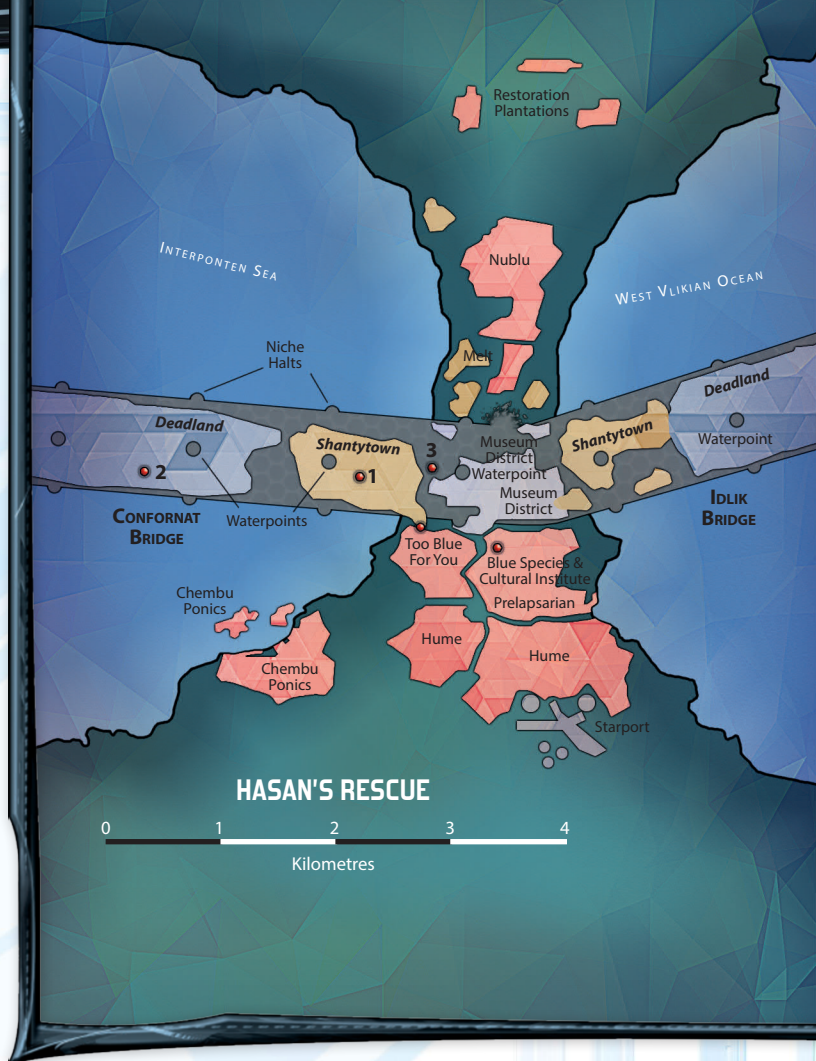 Restoration
Plantations
Nublu
INTERPONTEN SEA
WEST VLIKIAN OCEAN
Niche
Halts
Melt
Deadland
Deadland
Shantytown
Shantytown
Museum
District
Waterpoint
Waterpoint
3
1
2
Museum
District
CONFORNAT
BRIDGE
Waterpoints
IDLIK
BRIDGE
Too Blue
For You
Blue Species &
Cultural Institute
Prelapsarian
Chembu
Ponics
Hume
Hume
Chembu
Ponics
Starport
HASAN'S RESCUE
0 1 2 3 4
Kilometres